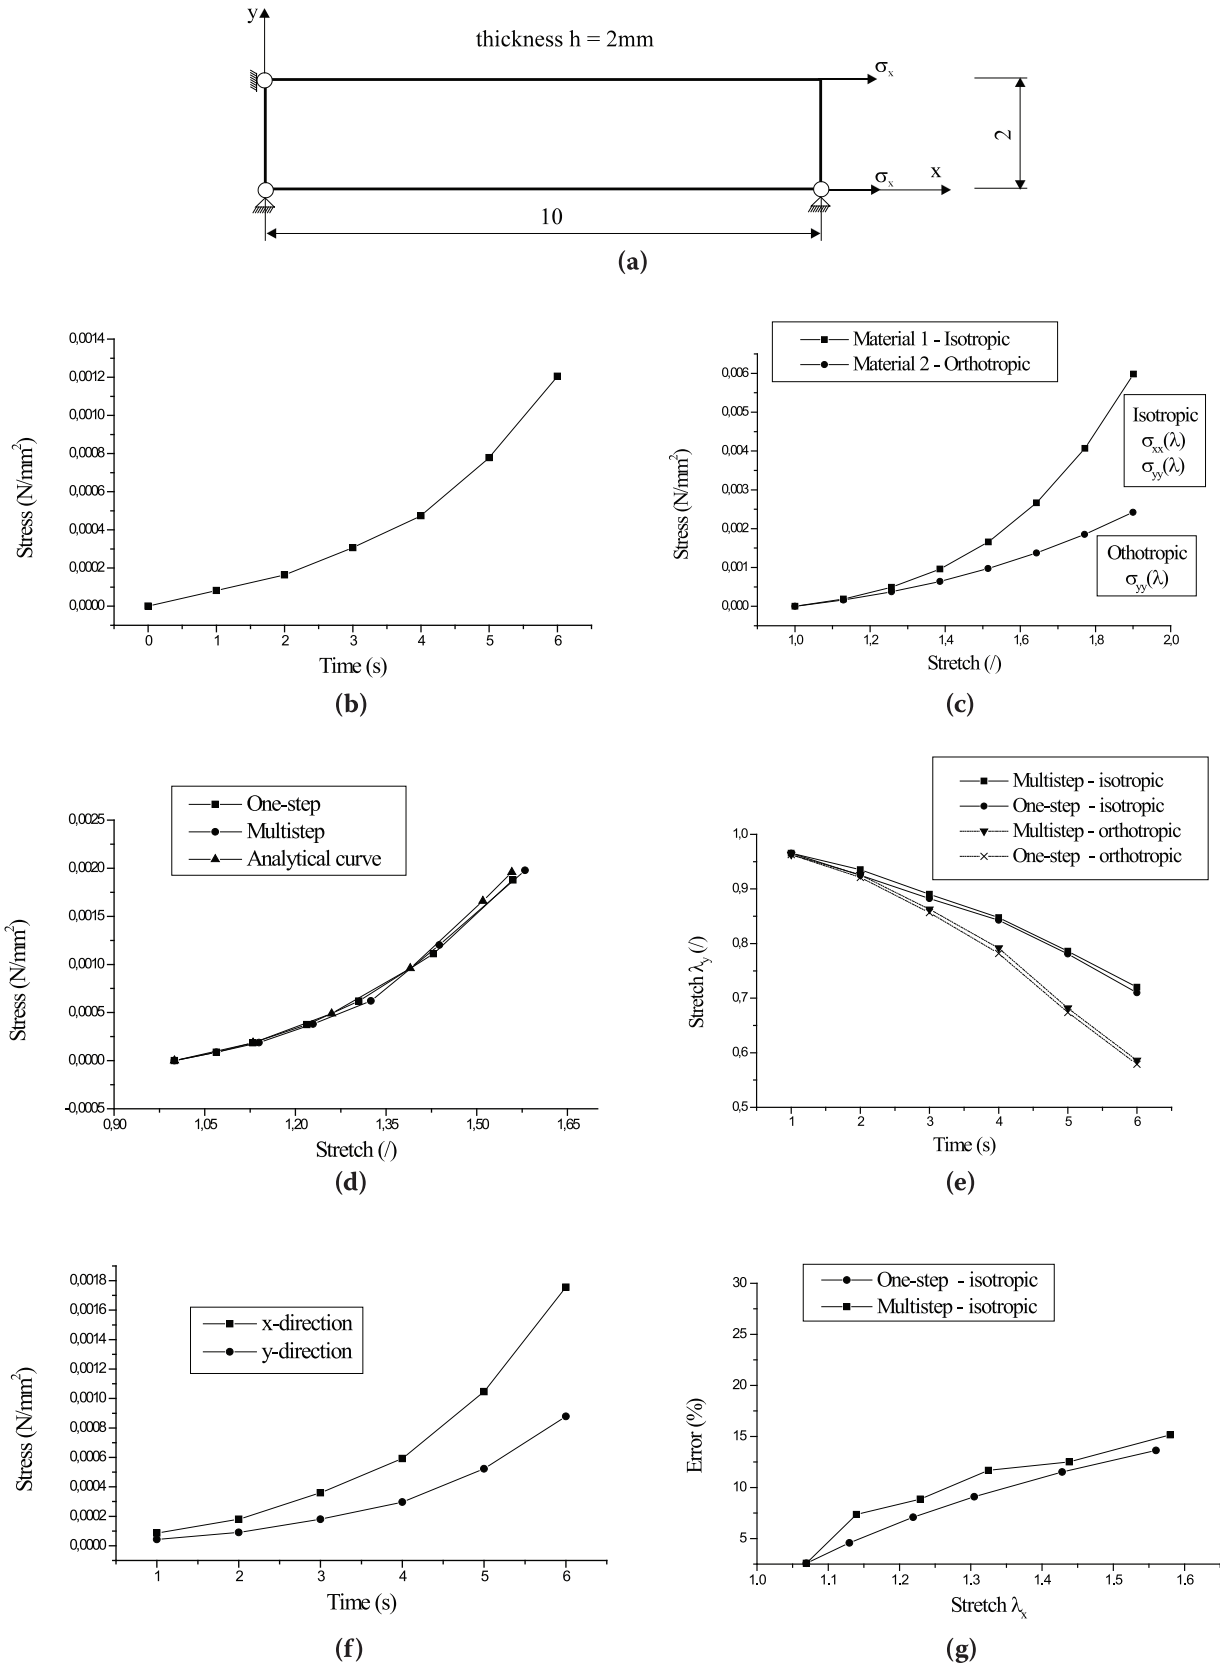 y
thickness h = 2mm
σx
2
σx
x
10
(a)
0,0014
0,0012
0,0010
0,0008
0,0006
0,0004
0,0002
0,0000
Stress (N/mm²)
0 1 2 3 4 5 6
Time (s)
(b)
Material 1 - Isotropic
Material 2 - Orthotropic
0,006
0,005
0,004
0,003
0,002
0,001
0,000
Stress (N/mm²)
Isotropic
σxx(λ)
σyy(λ)
Othotropic
σyy(λ)
1,0 1,2 1,4 1,6 1,8 2,0
Stretch (/)
(c)
One-step
Multistep
Analytical curve
0,0025
0,0020
0,0015
0,0010
0,0005
0,0000
-0,0005
Stress (N/mm²)
0,90 1,05 1,20 1,35 1,50 1,65
Stretch (/)
(d)
Multistep - isotropic
One-step - isotropic
Multistep - orthotropic
One-step - orthotropic
1,0
0,9
0,8
0,7
0,6
0,5
Stretch λy (/)
1 2 3 4 5 6
Time (s)
(e)
0,0018
0,0016
0,0014
0,0012
0,0010
0,0008
0,0006
0,0004
0,0002
0,0000
Stress (N/mm²)
x-direction
y-direction
1 2 3 4 5 6
Time (s)
(f)
One-step - isotropic
Multistep - isotropic
30
25
20
15
10
5
Error (%)
1.0 1.1 1.2 1.3 1.4 1.5 1.6
Stretch λx
(g)